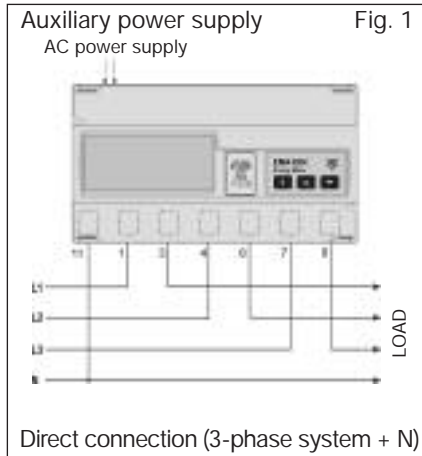 Auxiliary power supply Fig. 1
AC power supply
11 1 3 4 6 7 8
L1
L2
L3
N
LOAD
Direct connection (3-phase system + N)